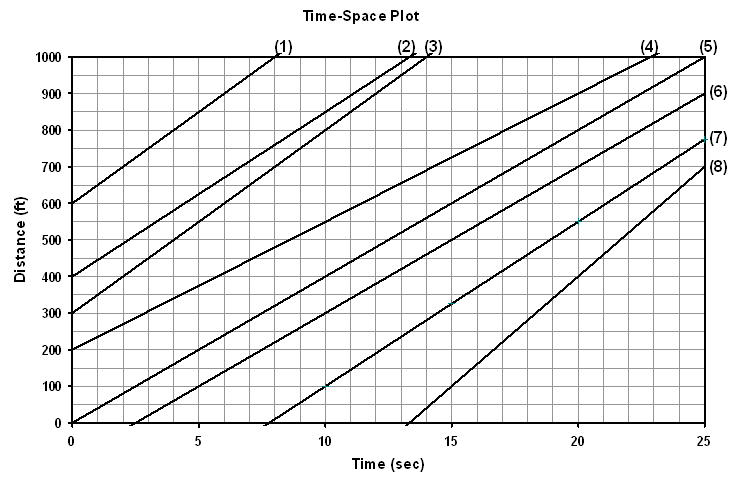 Time-Space Plot
(1) (2) (3) (4) (5)
1000
900 (6)
800
(7)
700 (8)
600
500
400
300
200
100
0
Distance (ft)
0 5 10 15 20 25
Time (sec)